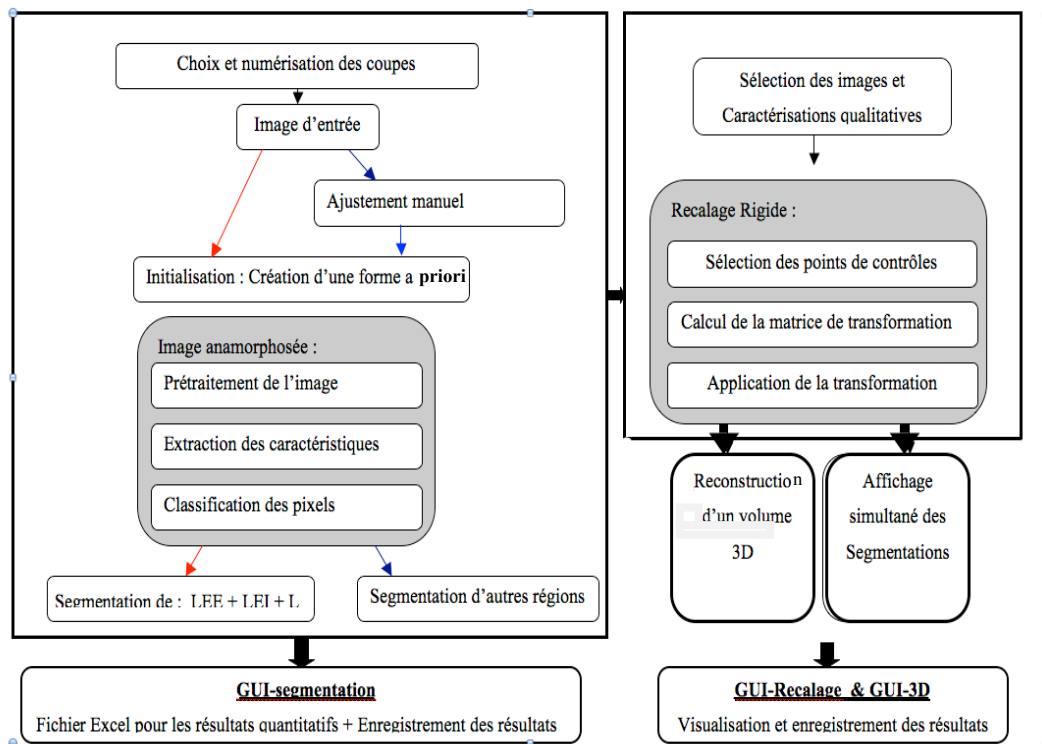 Choix et numérisation des coupes
Image d'entrée
Ajustement manuel
Initialisation : Création d'une forme a priori
Image anamorphosée :
Prétraitement de l'image
Extraction des caractéristiques
Classification des pixels
Segmentation de : LEE + LEI + L
Segmentation d'autres régions
GUI-segmentation
Fichier Excel pour les résultats quantitatifs + Enregistrement des résultats
Sélection des images et
Caractérisations qualitatives
Recalage Rigide :
Sélection des points de contrôles
Calcul de la matrice de transformation
Application de la transformation
Reconstruction
d'un volume
3D
Affichage
simultané des
Segmentations
GUI-Recalage & GUI-3D
Visualisation et enregistrement des résultats